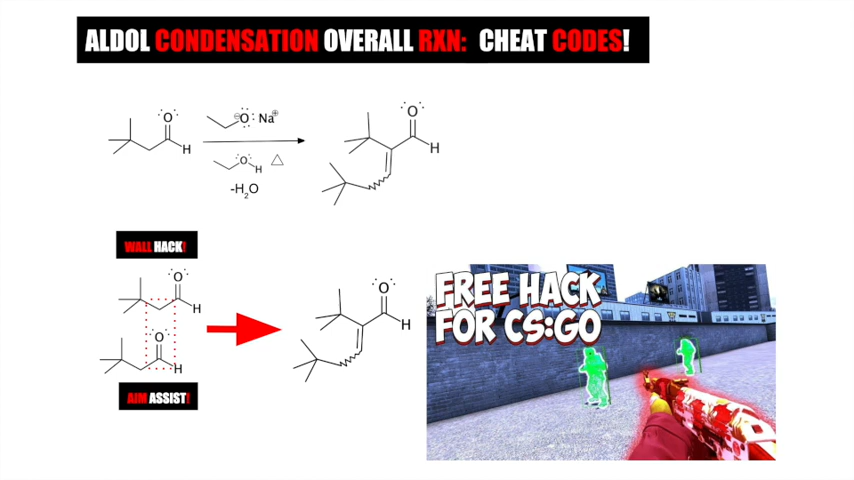 ALDOL CONDENSATION OVERALL RXN: CHEAT CODES!
O
O
⊖O Na⊕
H
H
O
H
△
-H₂O
WALL HACK!
O
H
O
O
H
H
AIM ASSIST!
FREE HACK
FOR CS:GO